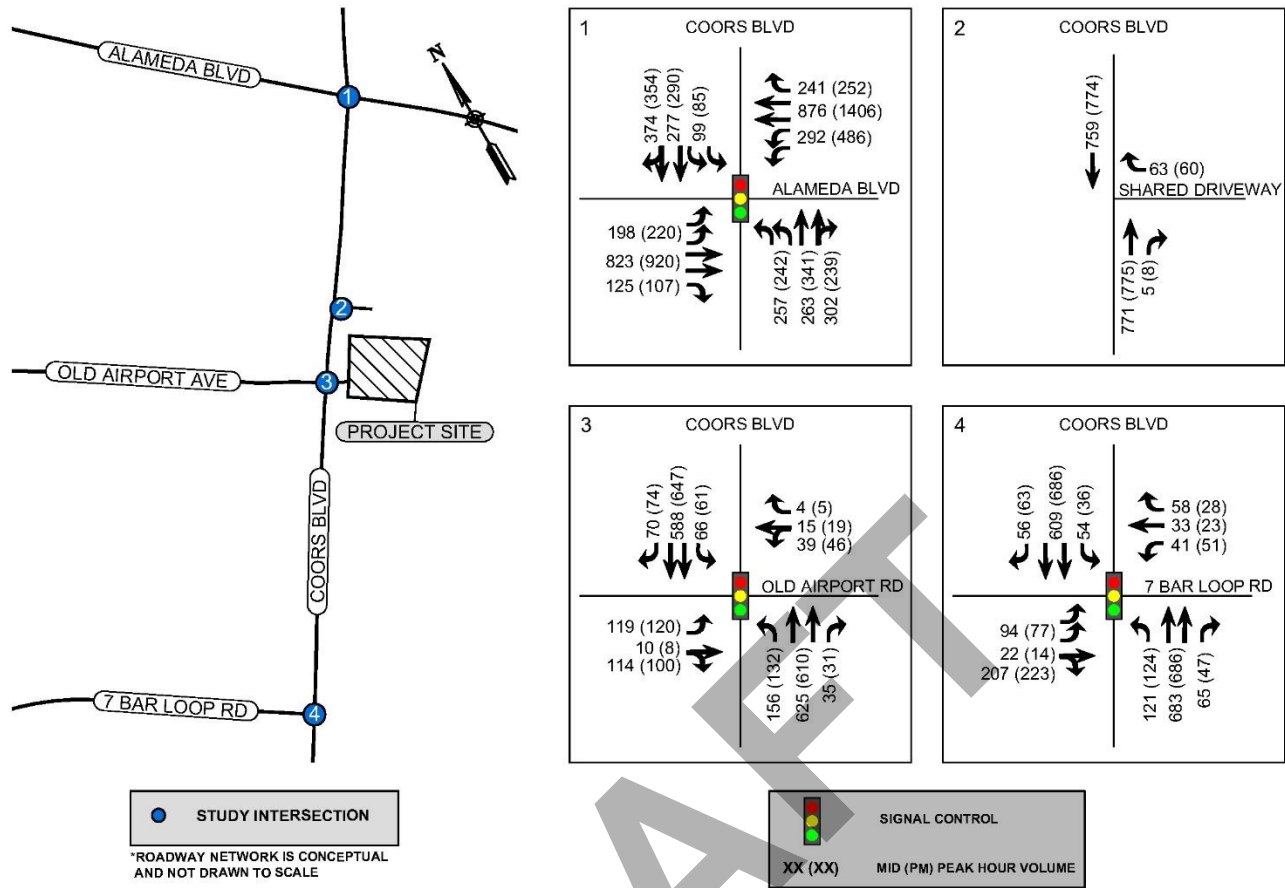 ALAMEDA BLVD
N
1
2
OLD AIRPORT AVE
3
PROJECT SITE
COORS BLVD
7 BAR LOOP RD
4
STUDY INTERSECTION
*ROADWAY NETWORK IS CONCEPTUAL
AND NOT DRAWN TO SCALE
1
COORS BLVD
374 (354)
277 (290)
99 (85)
241 (252)
876 (1406)
292 (486)
ALAMEDA BLVD
198 (220)
823 (920)
125 (107)
257 (242)
263 (341)
302 (239)
2
COORS BLVD
759 (774)
63 (60)
SHARED DRIVEWAY
771 (775)
5 (8)
3
COORS BLVD
70 (74)
588 (647)
66 (61)
4 (5)
15 (19)
39 (46)
OLD AIRPORT RD
119 (120)
10 (8)
114 (100)
156 (132)
625 (610)
35 (31)
4
COORS BLVD
56 (63)
609 (686)
54 (36)
58 (28)
33 (23)
41 (51)
7 BAR LOOP RD
94 (77)
22 (14)
207 (223)
121 (124)
683 (686)
65 (47)
SIGNAL CONTROL
XX (XX) MID (PM) PEAK HOUR VOLUME
AFT